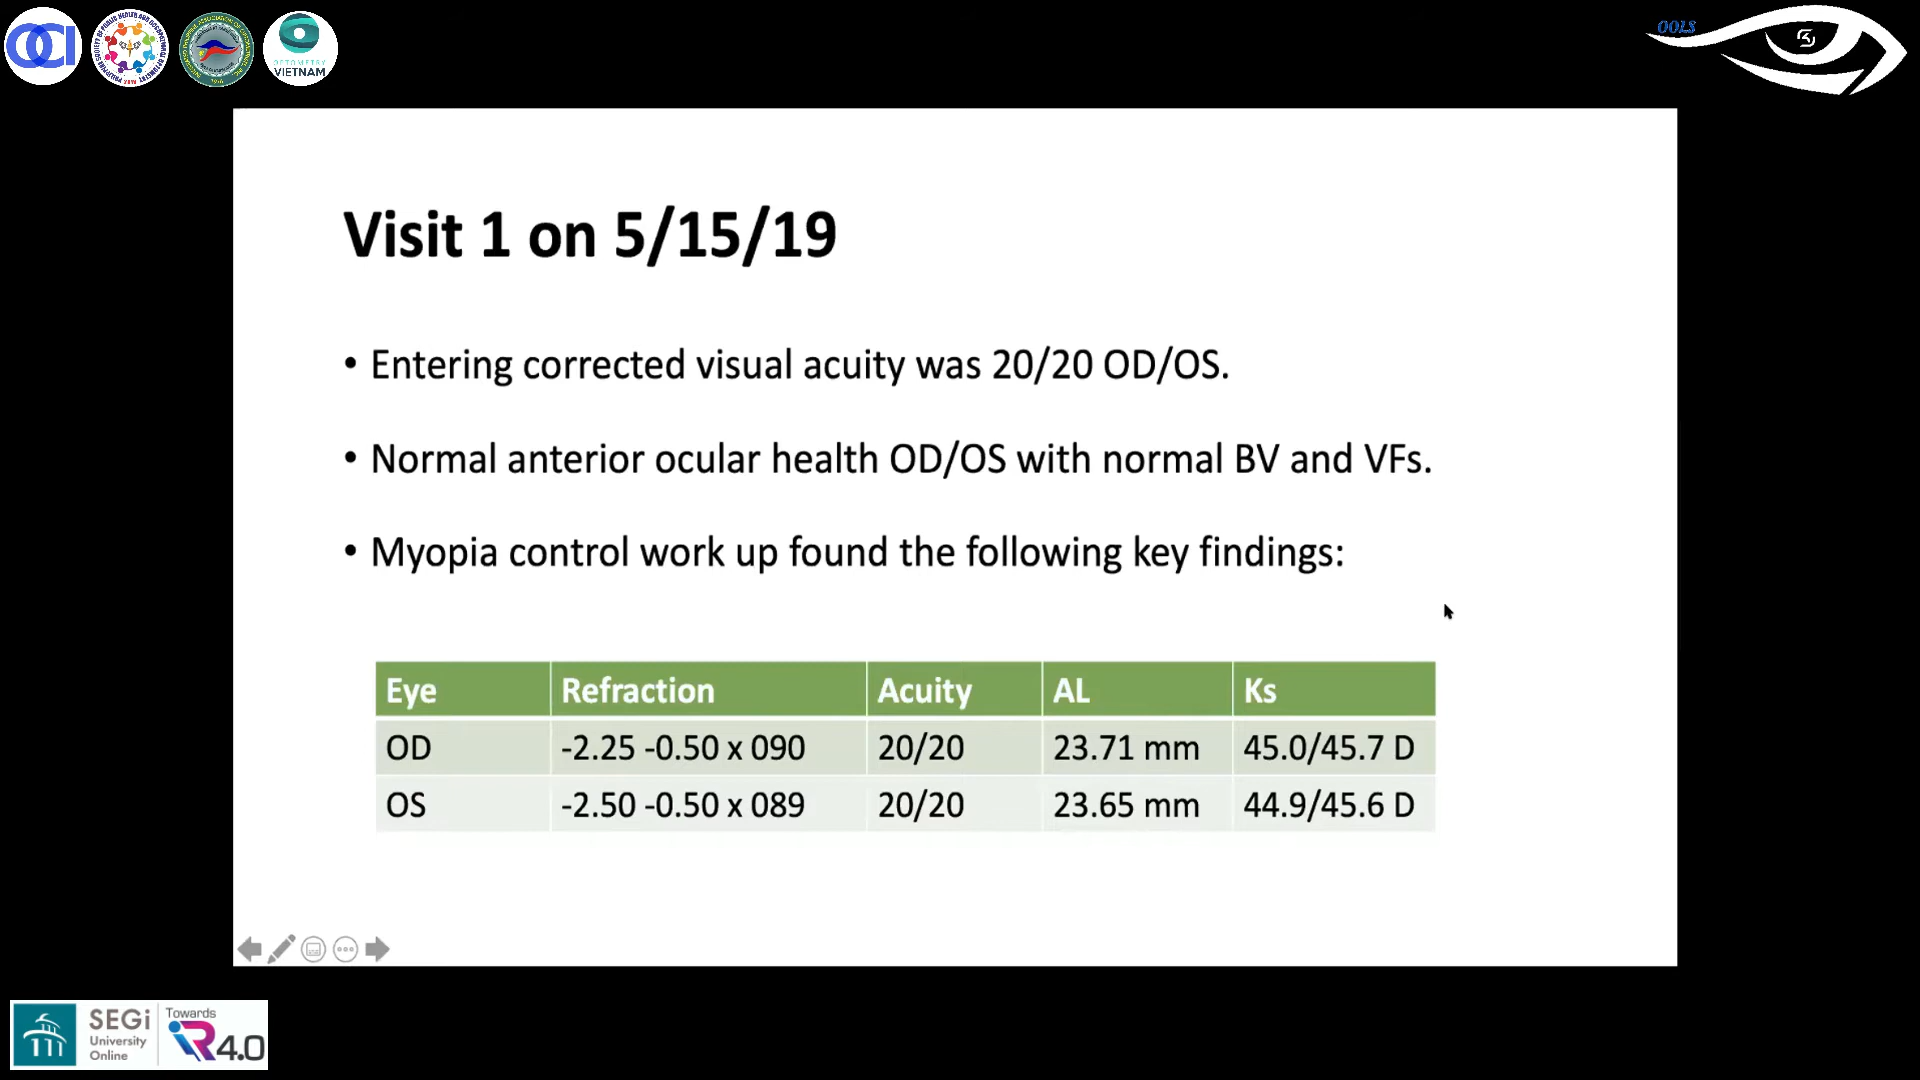 OCI
OPTOMETRY
VIETNAM
OOLS
Visit 1 on 5/15/19
• Entering corrected visual acuity was 20/20 OD/OS.
• Normal anterior ocular health OD/OS with normal BV and VFs.
• Myopia control work up found the following key findings:
Eye Refraction Acuity AL Ks
OD -2.25 -0.50 x 090 20/20 23.71 mm 45.0/45.7 D
OS -2.50 -0.50 x 089 20/20 23.65 mm 44.9/45.6 D
SEGi
University
Online
Towards
iR4.0